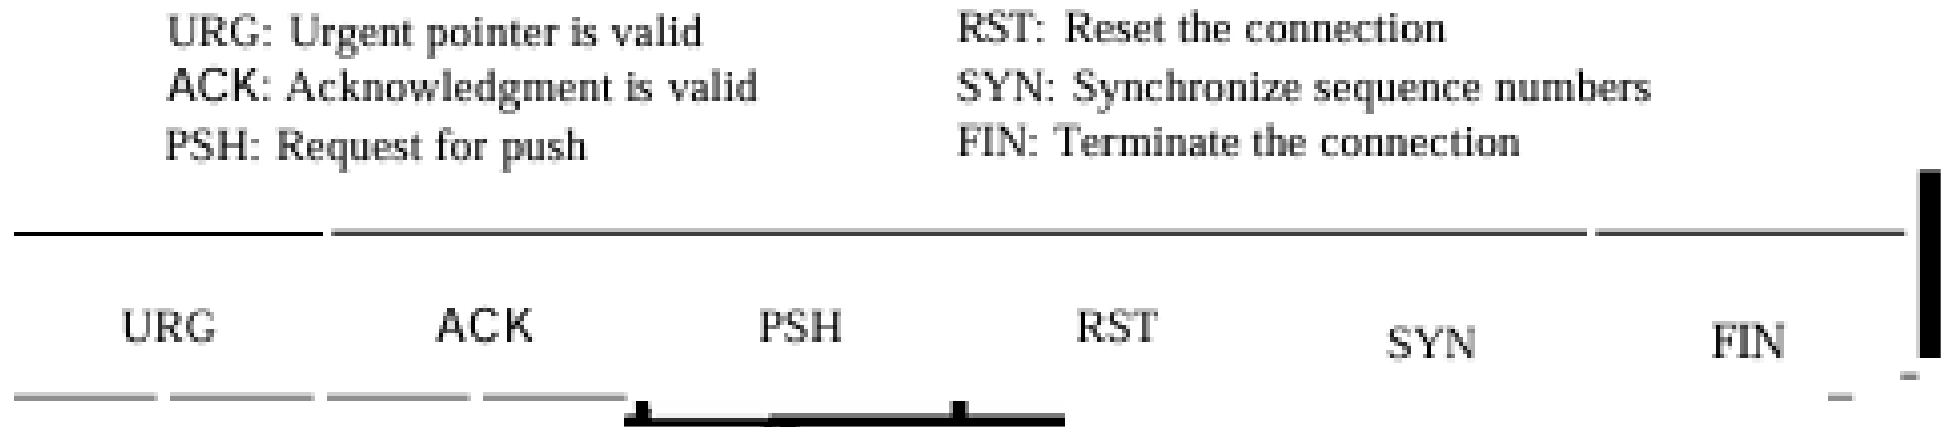 URG: Urgent pointer is valid
ACK: Acknowledgment is valid
PSH: Request for push
RST: Reset the connection
SYN: Synchronize sequence numbers
FIN: Terminate the connection
URG ACK PSH RST SYN FIN